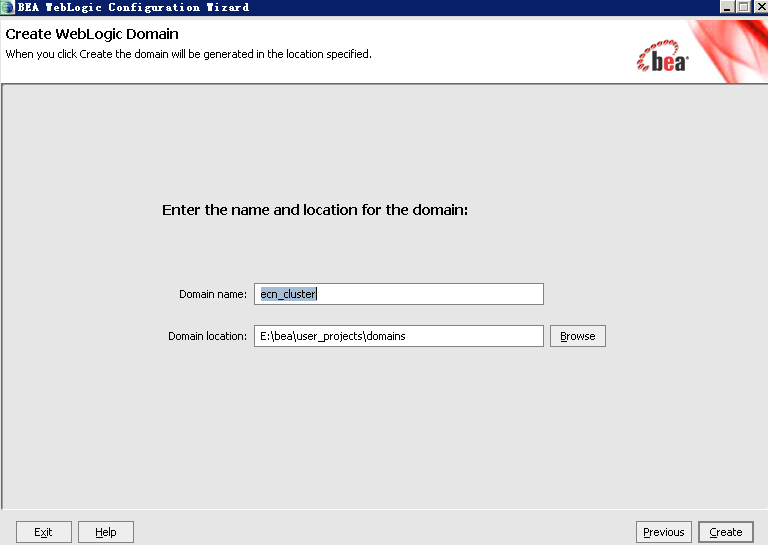 BEA WebLogic Configuration Wizard
Create WebLogic Domain
When you click Create the domain will be generated in the location specified.
bea
Enter the name and location for the domain:
Domain name: ecn_cluster
Domain location: E:\bea\user_projects\domains Browse
Exit Help Previous Create